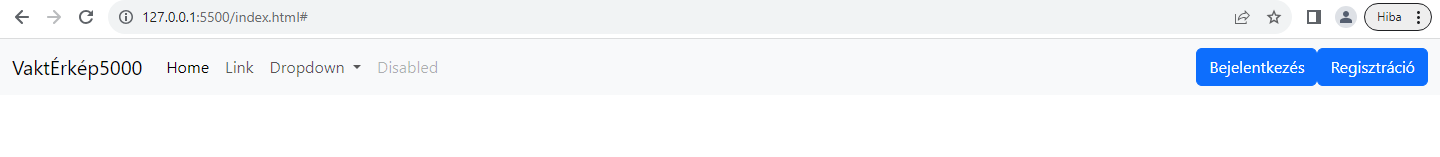 127.0.0.1:5500/index.html#
Hiba
VaktÉrkép5000 Home Link Dropdown Disabled Bejelentkezés Regisztráció